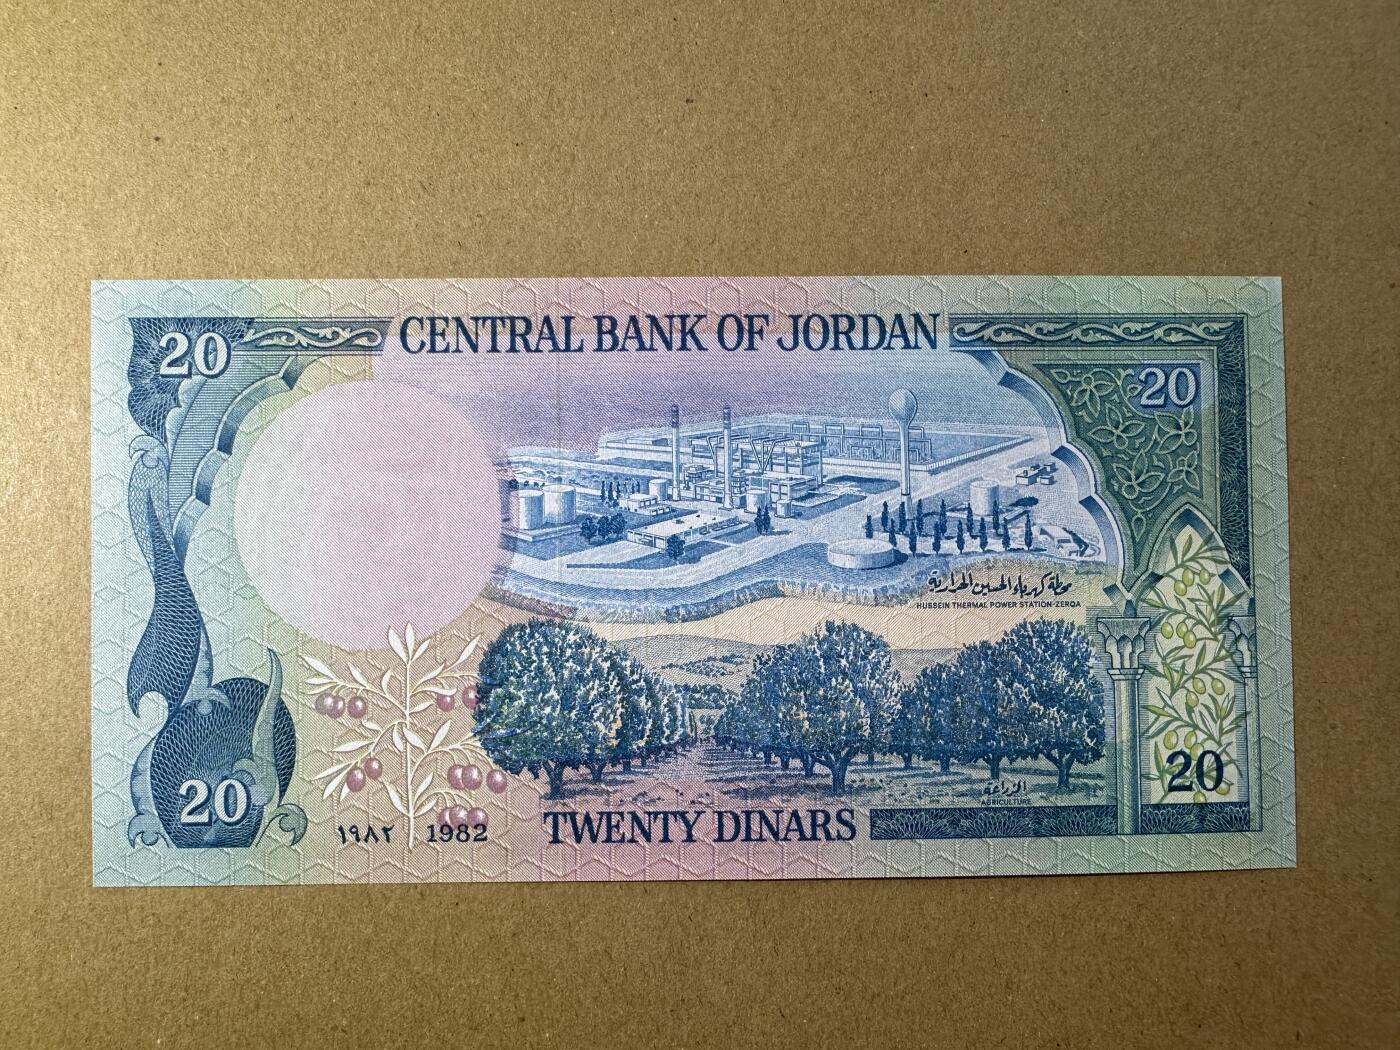 CENTRAL BANK OF JORDAN
20
20
محطة كهرباء الحسين الحرارية
HUSSEIN THERMAL POWER STATION-ZERQA
الزراعة
AGRICULTURE
20
20
١٩٨٢ 1982
TWENTY DINARS